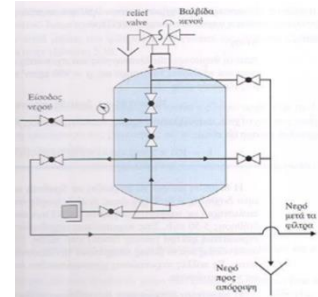 relief
valve
Βαλβίδα
κενού
Είσοδος
νερού
Νερό
μετά τα
φίλτρα
Νερό
προς
απόρριψη